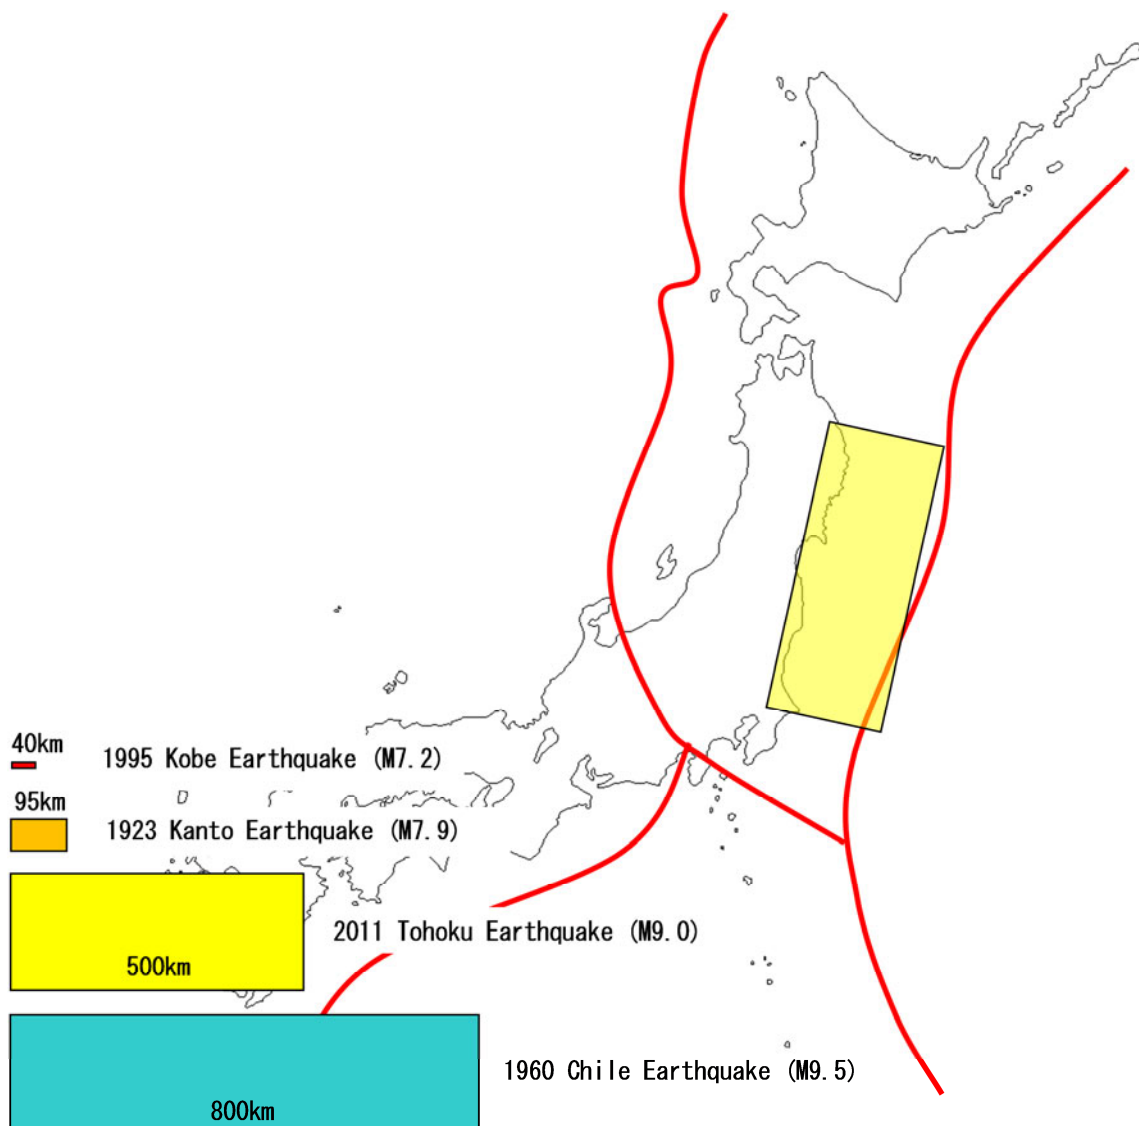 40km
1995 Kobe Earthquake (M7.2)
95km
1923 Kanto Earthquake (M7.9)
2011 Tohoku Earthquake (M9.0)
500km
1960 Chile Earthquake (M9.5)
800km